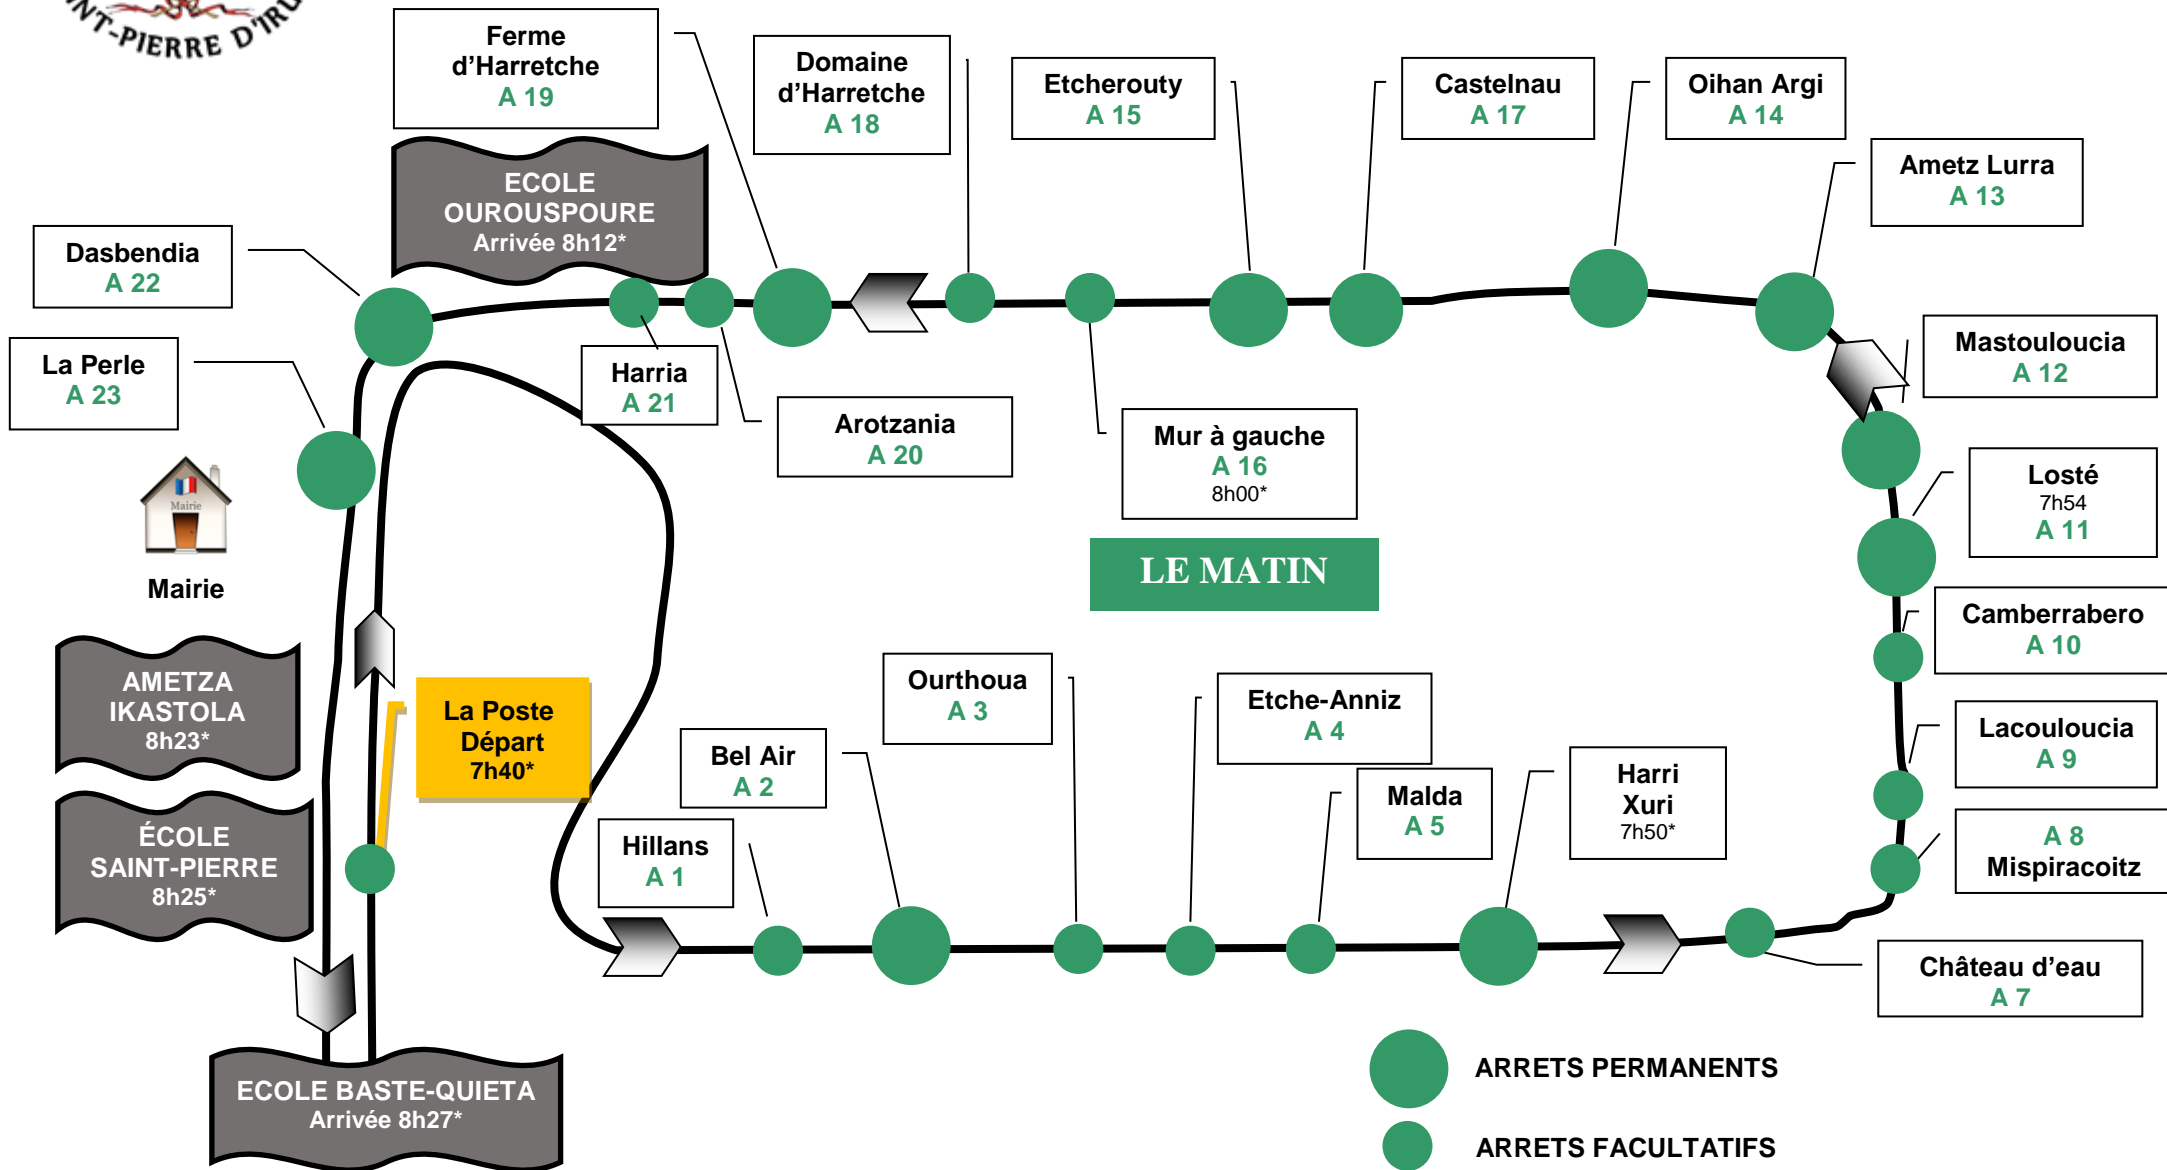 NT-PIERRE D'IRU
Ferme
d'Harretche
A 19
Domaine
d'Harretche
A 18
Etcherouty
A 15
Castelnau
A 17
Oihan Argi
A 14
Ametz Lurra
A 13
ECOLE
OUROUSPOURE
Arrivée 8h12*
Dasbendia
A 22
La Perle
A 23
Harria
A 21
Arotzania
A 20
Mur à gauche
A 16
8h00*
Mastouloucia
A 12
Losté
7h54
A 11
Mairie
Mairie
LE MATIN
Camberrabero
A 10
AMETZA
IKASTOLA
8h23*
La Poste
Départ
7h40*
Ourthoua
A 3
Etche-Anniz
A 4
Lacouloucia
A 9
Bel Air
A 2
Malda
A 5
Harri
Xuri
7h50*
ÉCOLE
SAINT-PIERRE
8h25*
Hillans
A 1
A 8
Mispiracoitz
Château d'eau
A 7
ECOLE BASTE-QUIETA
Arrivée 8h27*
ARRETS PERMANENTS
ARRETS FACULTATIFS